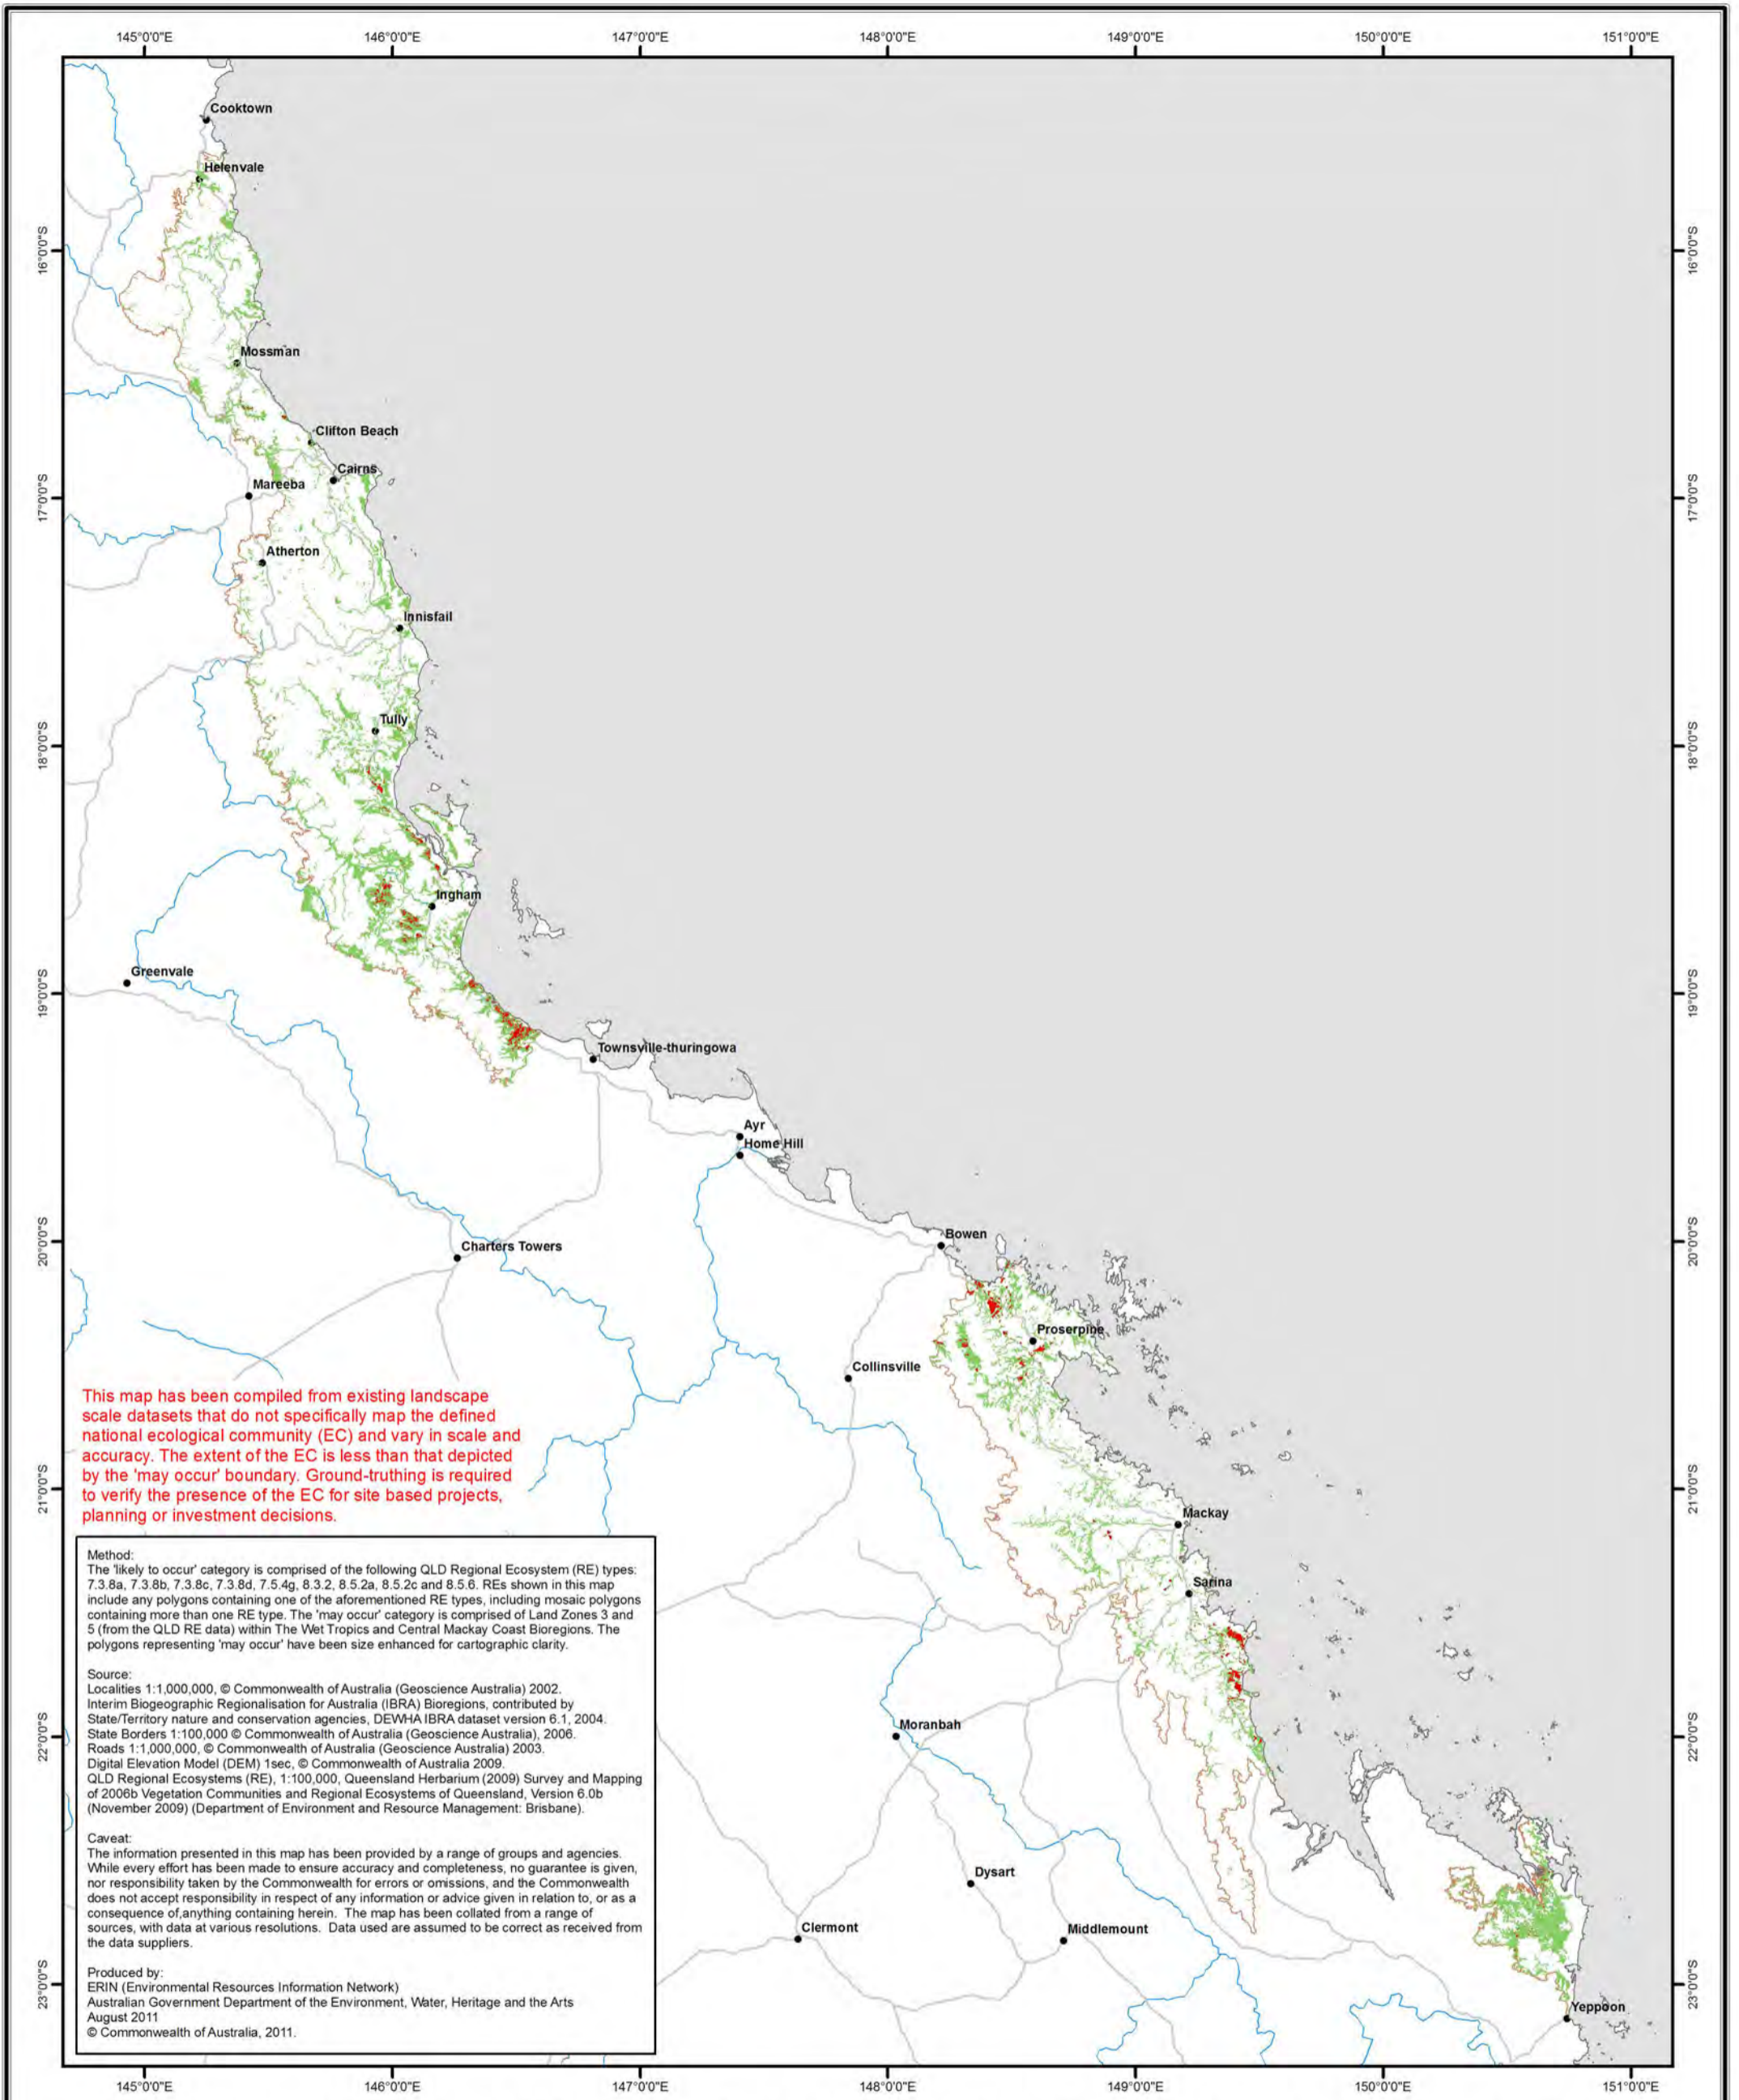 145°0'0"E 146°0'0"E 147°0'0"E 148°0'0"E 149°0'0"E 150°0'0"E 151°0'0"E
Cooktown
Helenvale
16°0'0"S 16°0'0"S
Mossman
Clifton Beach
Cairns
Mareeba
17°0'0"S 17°0'0"S
Atherton
Innisfail
Tully
18°0'0"S 18°0'0"S
Ingham
Greenvale
19°0'0"S 19°0'0"S
Townsville-thuringowa
Ayr
Home Hill
Bowen
20°0'0"S 20°0'0"S
Charters Towers
Proserpine
Collinsville
This map has been compiled from existing landscape
scale datasets that do not specifically map the defined
national ecological community (EC) and vary in scale and
accuracy. The extent of the EC is less than that depicted
by the 'may occur' boundary. Ground-truthing is required
to verify the presence of the EC for site based projects,
planning or investment decisions.
21°0'0"S 21°0'0"S
Mackay
Sarina
Method:
The 'likely to occur' category is comprised of the following QLD Regional Ecosystem (RE) types:
7.3.8a, 7.3.8b, 7.3.8c, 7.3.8d, 7.5.4g, 8.3.2, 8.5.2a, 8.5.2c and 8.5.6. REs shown in this map
include any polygons containing one of the aforementioned RE types, including mosaic polygons
containing more than one RE type. The 'may occur' category is comprised of Land Zones 3 and
5 (from the QLD RE data) within The Wet Tropics and Central Mackay Coast Bioregions. The
polygons representing 'may occur' have been size enhanced for cartographic clarity.
Source:
Localities 1:1,000,000, © Commonwealth of Australia (Geoscience Australia) 2002.
Interim Biogeographic Regionalisation for Australia (IBRA) Bioregions, contributed by
State/Territory nature and conservation agencies, DEWHA IBRA dataset version 6.1, 2004.
State Borders 1:100,000 © Commonwealth of Australia (Geoscience Australia), 2006.
Roads 1:1,000,000, © Commonwealth of Australia (Geoscience Australia) 2003.
Digital Elevation Model (DEM) 1sec, © Commonwealth of Australia 2009.
QLD Regional Ecosystems (RE), 1:100,000, Queensland Herbarium (2009) Survey and Mapping
of 2006b Vegetation Communities and Regional Ecosystems of Queensland, Version 6.0b
(November 2009) (Department of Environment and Resource Management: Brisbane).
Caveat:
The information presented in this map has been provided by a range of groups and agencies.
While every effort has been made to ensure accuracy and completeness, no guarantee is given,
nor responsibility taken by the Commonwealth for errors or omissions, and the Commonwealth
does not accept responsibility in respect of any information or advice given in relation to, or as a
consequence of,anything containing herein. The map has been collated from a range of
sources, with data at various resolutions. Data used are assumed to be correct as received from
the data suppliers.
Produced by:
ERIN (Environmental Resources Information Network)
Australian Government Department of the Environment, Water, Heritage and the Arts
August 2011
© Commonwealth of Australia, 2011.
Moranbah
22°0'0"S 22°0'0"S
Dysart
Clermont
Middlemount
23°0'0"S 23°0'0"S
Yeppoon
145°0'0"E 146°0'0"E 147°0'0"E 148°0'0"E 149°0'0"E 150°0'0"E 151°0'0"E